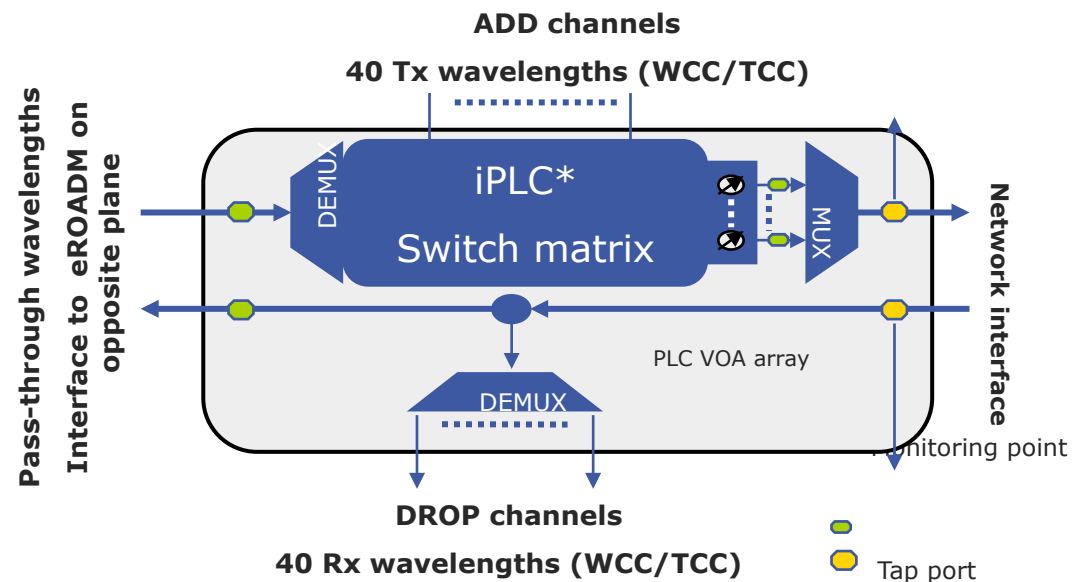 ADD channels
40 Tx wavelengths (WCC/TCC)
Pass-through wavelengths
Interface to eROADM on
opposite plane
DEMUX
iPLC*
Switch matrix
MUX
Network interface
PLC VOA array
DEMUX
Monitoring point
DROP channels
40 Rx wavelengths (WCC/TCC)
Tap port